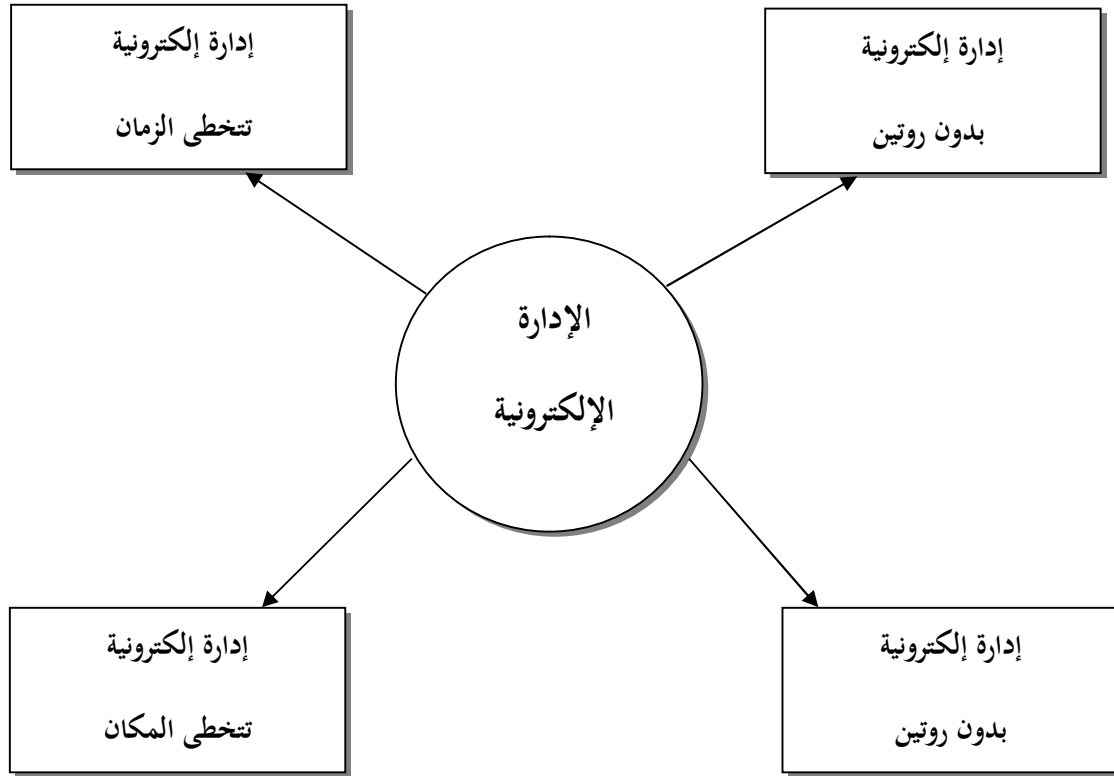 إدارة إلكترونية
بدون روتين
إدارة إلكترونية
تتخطى الزمان
الإدارة
الإلكترونية
إدارة إلكترونية
بدون روتين
إدارة إلكترونية
تتخطى المكان